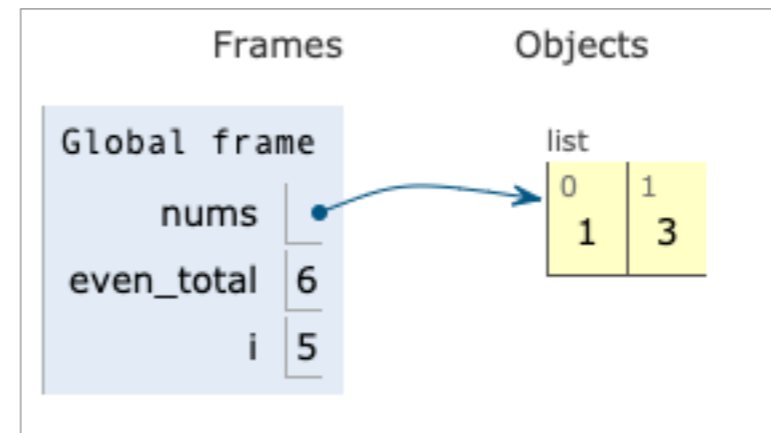 Frames Objects
Global frame
list
0 1
nums
1 3
even_total 6
i 5